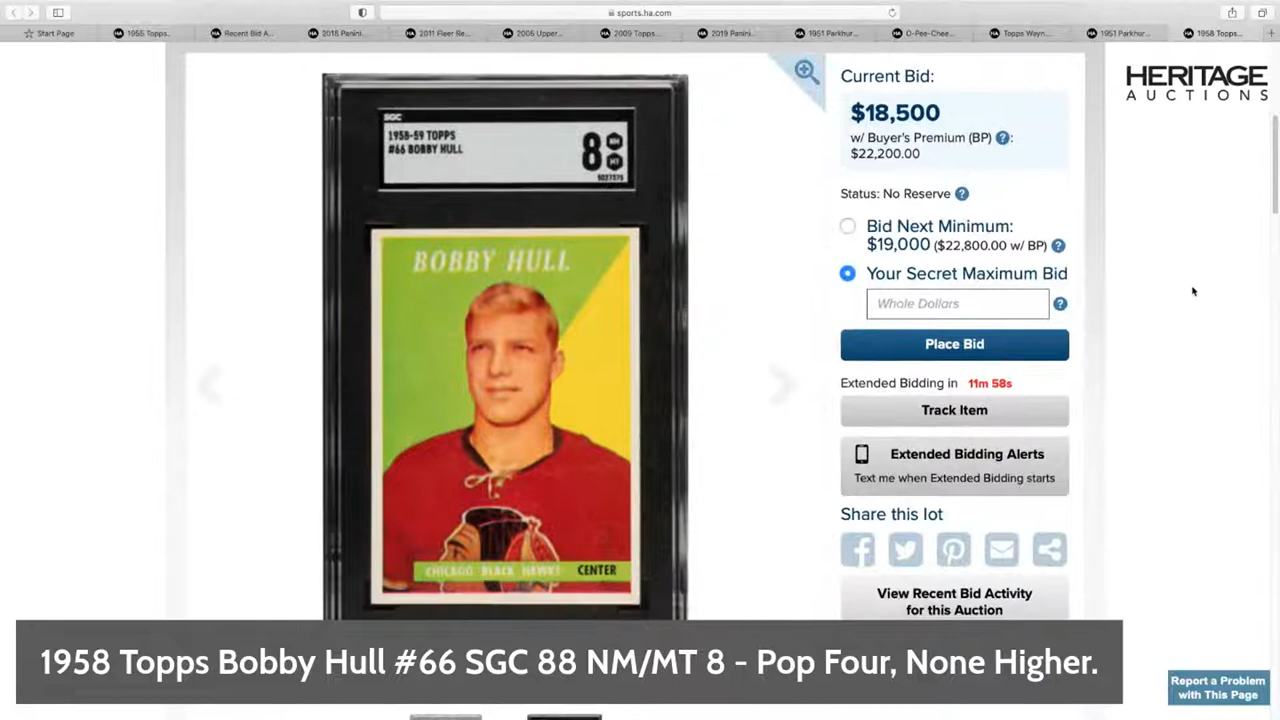 sports.ha.com
Start Page
1955 Topps...
Recent Bid A...
2018 Panini...
2011 Fleer Re...
2005 Upper...
2009 Topps...
2019 Panini...
1951 Parkhur...
O-Pee-Chee...
Topps Wayn...
1951 Parkhur...
1958 Topps...
HERITAGE
AUCTIONS
SGC
1958-59 TOPPS
#66 BOBBY HULL
8
NM
MT
BOBBY HULL
CHICAGO BLACK HAWKS CENTER
Current Bid:
$18,500
w/ Buyer's Premium (BP) ?:
$22,200.00
Status: No Reserve ?
Bid Next Minimum:
$19,000 ($22,800.00 w/ BP) ?
Your Secret Maximum Bid
Whole Dollars ?
Place Bid
Extended Bidding in 11m 58s
Track Item
Extended Bidding Alerts
Text me when Extended Bidding starts
Share this lot
View Recent Bid Activity
for this Auction
1958 Topps Bobby Hull #66 SGC 88 NM/MT 8 - Pop Four, None Higher.
Report a Problem
with This Page